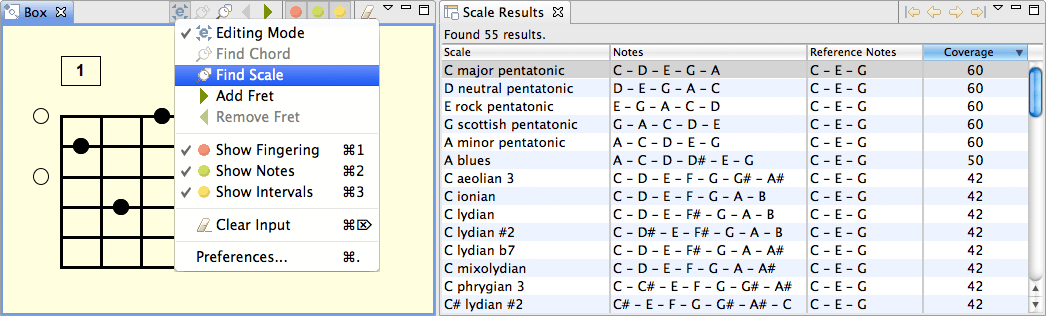 Box
1
Editing Mode
Find Chord
Find Scale
Add Fret
Remove Fret
Show Fingering ⌘1
Show Notes ⌘2
Show Intervals ⌘3
Clear Input ⌘⌦
Preferences... ⌘.
Scale Results
Found 55 results.
Scale Notes Reference Notes Coverage
C major pentatonic C – D – E – G – A C – E – G 60
D neutral pentatonic D – E – G – A – C C – E – G 60
E rock pentatonic E – G – A – C – D C – E – G 60
G scottish pentatonic G – A – C – D – E C – E – G 60
A minor pentatonic A – C – D – E – G C – E – G 60
A blues A – C – D – D# – E – G C – E – G 50
C aeolian 3 C – D – E – F – G – G# – A# C – E – G 42
C ionian C – D – E – F – G – A – B C – E – G 42
C lydian C – D – E – F# – G – A – B C – E – G 42
C lydian #2 C – D# – E – F# – G – A – B C – E – G 42
C lydian b7 C – D – E – F# – G – A – A# C – E – G 42
C mixolydian C – D – E – F – G – A – A# C – E – G 42
C phrygian 3 C – C# – E – F – G – G# – A# C – E – G 42
C# lydian #2 C# – E – F – G – G# – A# – C C – E – G 42